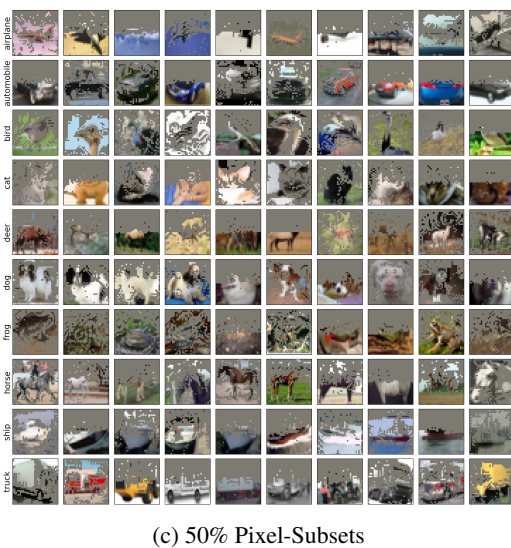 airplane
automobile
bird
cat
deer
dog
frog
horse
ship
truck
(c) 50% Pixel-Subsets